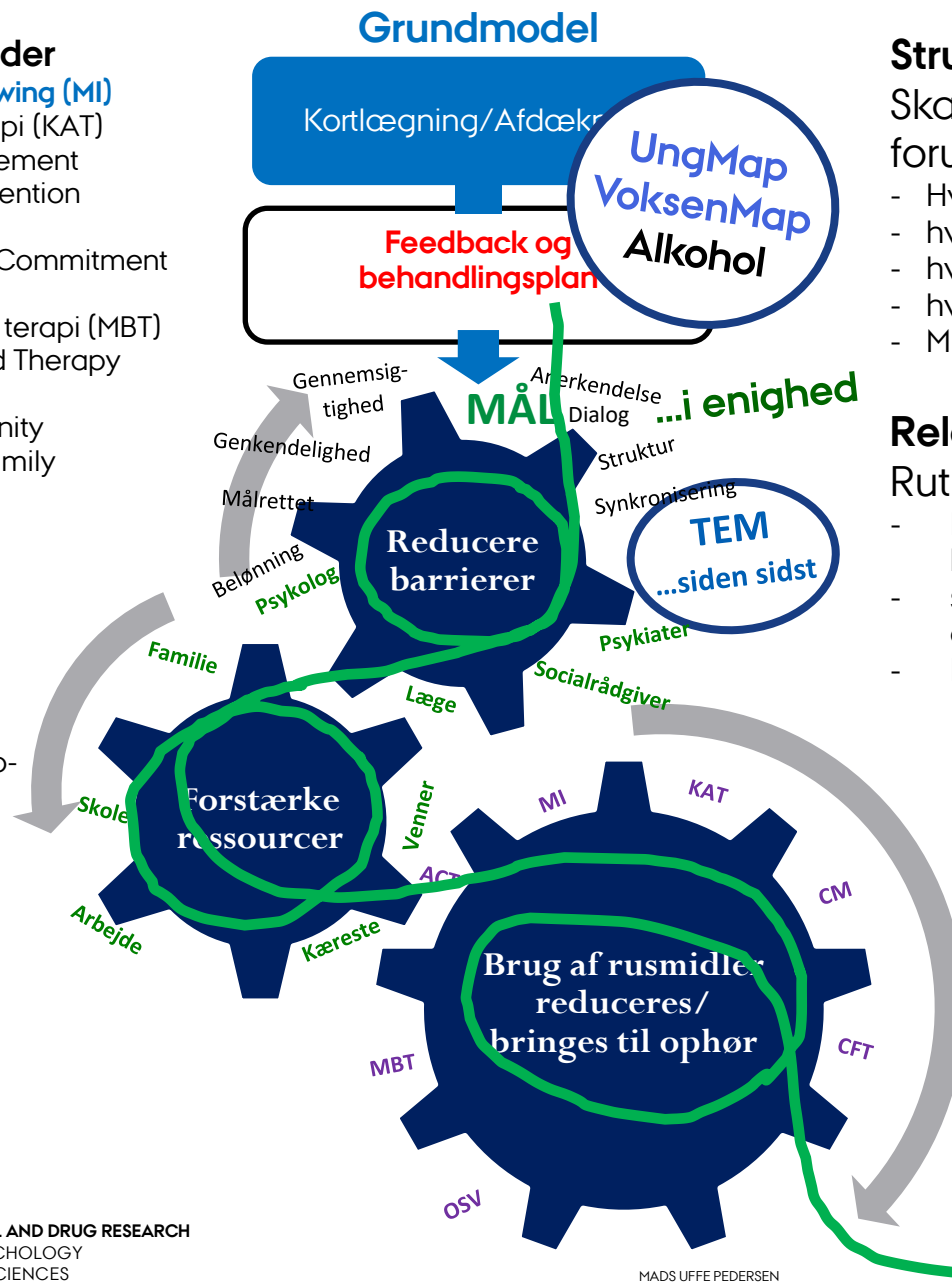 Grundmodel
der
wing (MI)
pi (KAT)
ement
ention
Commitment
terapi (MBT)
d Therapy
nity
mily
o-
Kortlægning/Afdækn
UngMap
VoksenMap
Alkohol
Feedback og
behandlingsplan
Stru
Ska
foru
- Hv
- hv
- hv
- hv
- M
Rela
Rut
-
- s
-
MÅL
...i enighed
Gennemsig-
tighed
Genkendelighed
Målrettet
Belønning
Anerkendelse
Dialog
Struktur
Synkronisering
TEM
...siden sidst
Reducere
barrierer
Psykolog
Læge
Socialrådgiver
Psykiater
Familie
Skole
Arbejde
Kæreste
Venner
Forstærke
ressourcer
ACT
MI
KAT
CM
CFT
MBT
OSV
Brug af rusmidler
reduceres/
bringes til ophør
L AND DRUG RESEARCH
CHOLOGY
CIENCES
MADS UFFE PEDERSEN